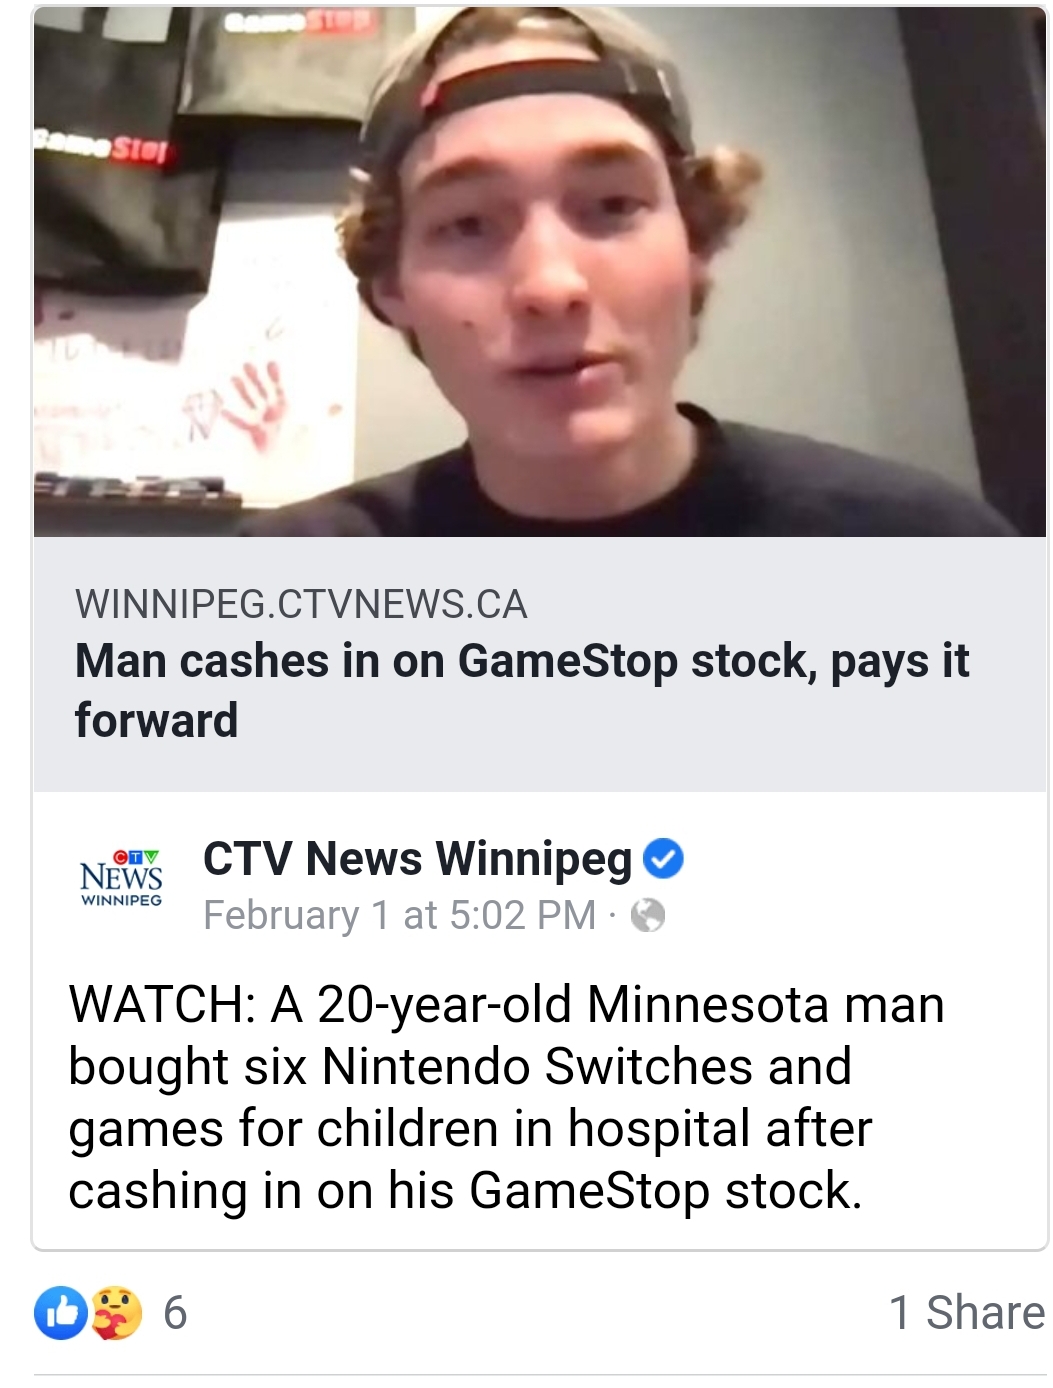 GameStop
GameStop
WINNIPEG.CTVNEWS.CA
Man cashes in on GameStop stock, pays it
forward
CTV
NEWS
WINNIPEG
CTV News Winnipeg
February 1 at 5:02 PM ·
WATCH: A 20-year-old Minnesota man
bought six Nintendo Switches and
games for children in hospital after
cashing in on his GameStop stock.
6
1 Share